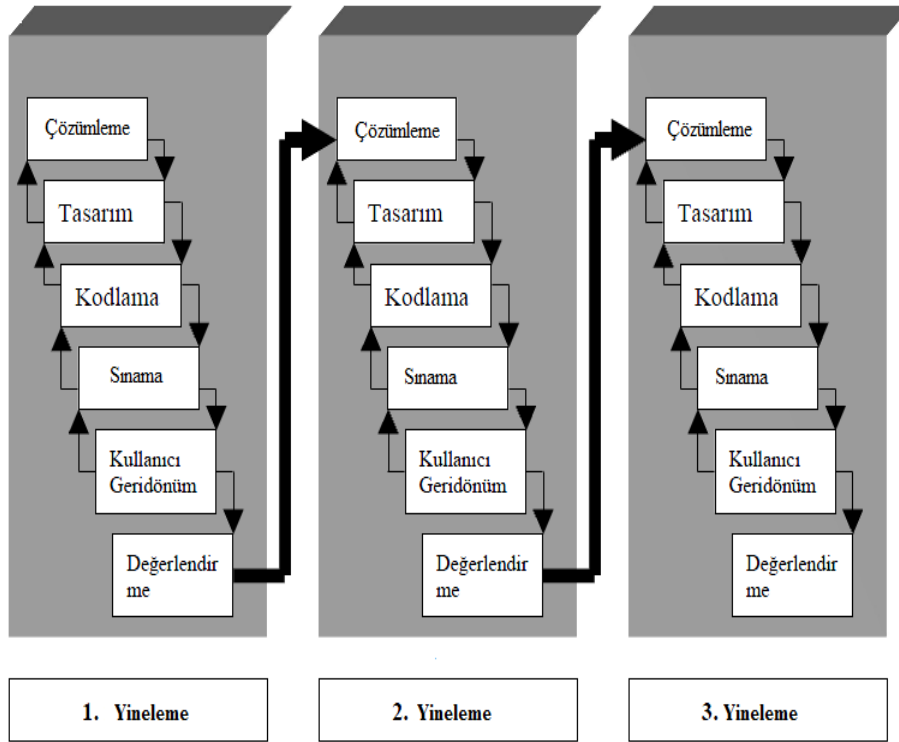 Çözümleme
Tasarım
Kodlama
Sınama
Kullanıcı
Geridönüm
Değerlendir
me
1. Yineleme
Çözümleme
Tasarım
Kodlama
Sınama
Kullanıcı
Geridönüm
Değerlendir
me
2. Yineleme
Çözümleme
Tasarım
Kodlama
Sınama
Kullanıcı
Geridönüm
Değerlendir
me
3. Yineleme